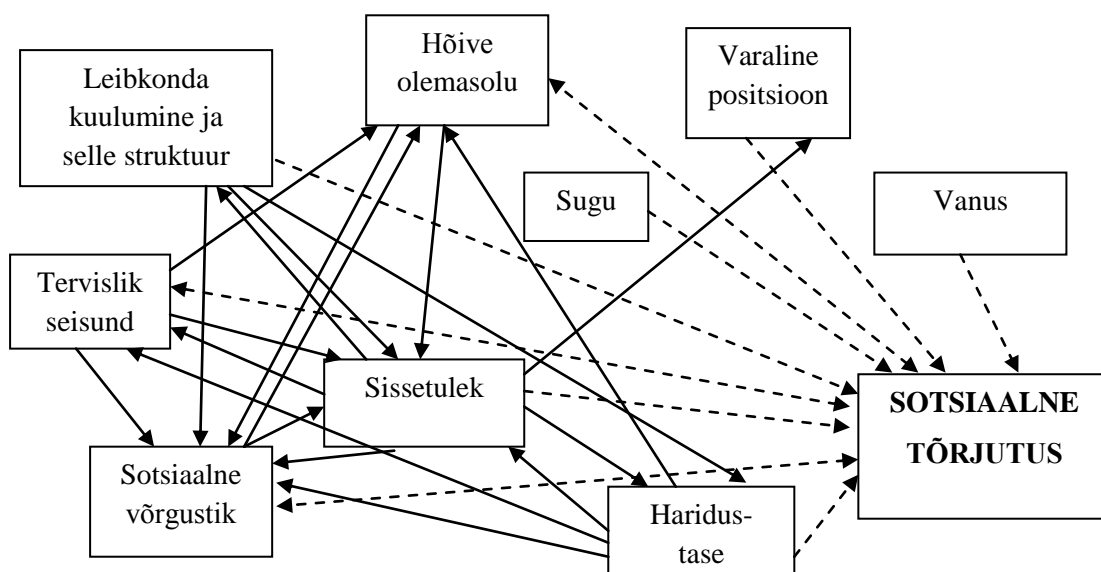 Leibkonda
kuulumine ja
selle struktuur
Hõive
olemasolu
Varaline
positsioon
Sugu
Vanus
Tervislik
seisund
Sissetulek
SOTSIAALNE
TÕRJUTUS
Sotsiaalne
võrgustik
Haridus-
tase